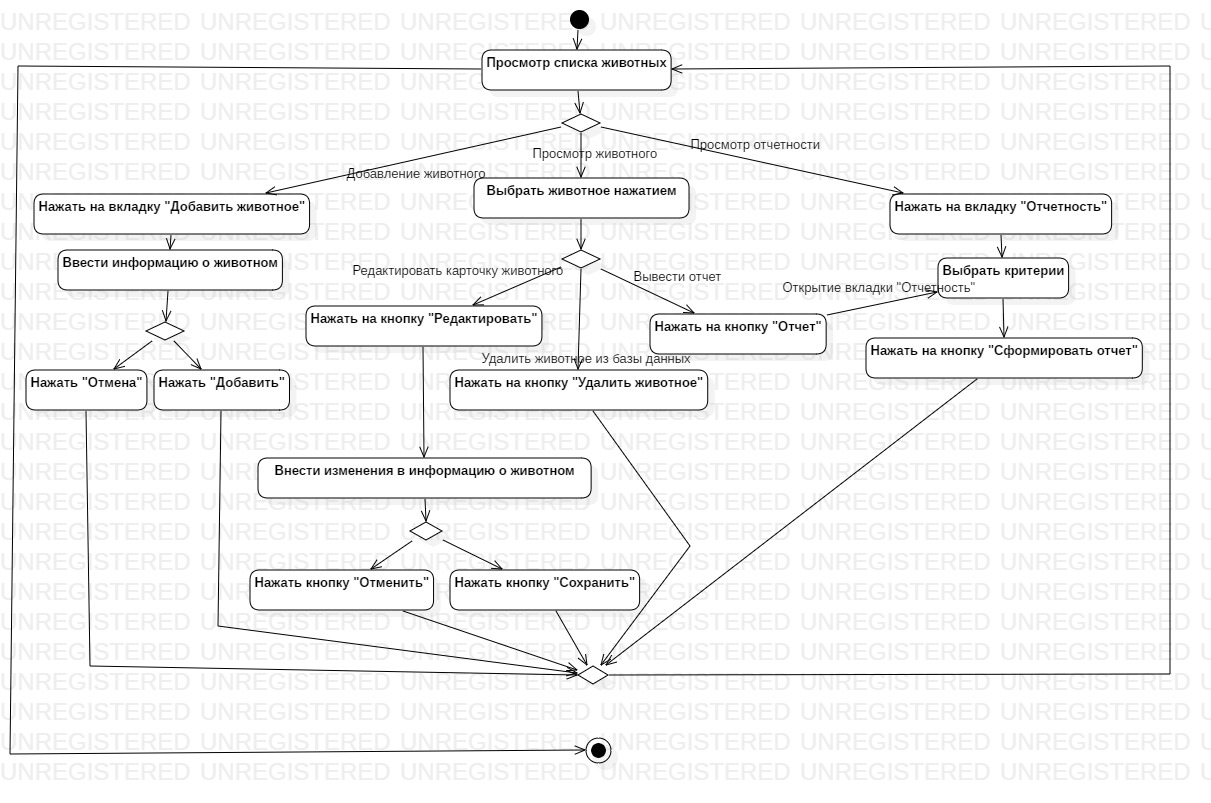 Просмотр списка животных
Просмотр отчетности
Просмотр животного
Добавление животного
Выбрать животное нажатием
Нажать на вкладку "Добавить животное"
Нажать на вкладку "Отчетность"
Ввести информацию о животном
Редактировать карточку животного
Вывести отчет
Выбрать критерии
Открытие вкладки "Отчетность"
Нажать на кнопку "Редактировать"
Нажать на кнопку "Отчет"
Нажать на кнопку "Сформировать отчет"
Удалить животное из базы данных
Нажать "Отмена"
Нажать "Добавить"
Нажать на кнопку "Удалить животное"
Внести изменения в информацию о животном
Нажать кнопку "Отменить"
Нажать кнопку "Сохранить"
UNREGISTERED